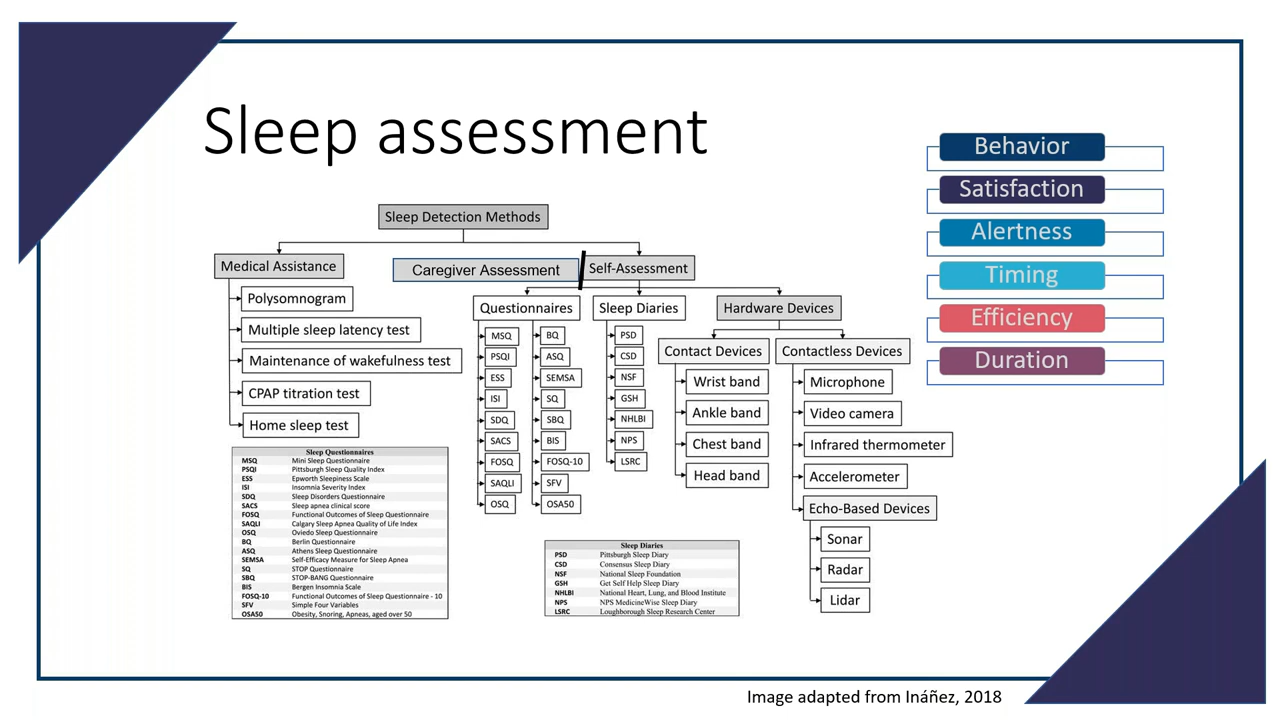 Sleep assessment
Behavior
Satisfaction
Alertness
Timing
Efficiency
Duration
Sleep Detection Methods
Medical Assistance
Caregiver Assessment
Self-Assessment
Polysomnogram
Multiple sleep latency test
Maintenance of wakefulness test
CPAP titration test
Home sleep test
Questionnaires
MSQ
PSQI
ESS
ISI
SDQ
SACS
FOSQ
SAQLI
OSQ
BQ
ASQ
SEMSA
SQ
SBQ
BIS
FOSQ-10
SFV
OSA50
Sleep Diaries
PSD
CSD
NSF
GSH
NHLBI
NPS
LSRC
Hardware Devices
Contact Devices
Wrist band
Ankle band
Chest band
Head band
Contactless Devices
Microphone
Video camera
Infrared thermometer
Accelerometer
Echo-Based Devices
Sonar
Radar
Lidar
Sleep Questionnaires
MSQ Mini Sleep Questionnaire
PSQI Pittsburgh Sleep Quality Index
ESS Epworth Sleepiness Scale
ISI Insomnia Severity Index
SDQ Sleep Disorders Questionnaire
SACS Sleep apnea clinical score
FOSQ Functional Outcomes of Sleep Questionnaire
SAQLI Calgary Sleep Apnea Quality of Life Index
OSQ Oviedo Sleep Questionnaire
BQ Berlin Questionnaire
ASQ Athens Sleep Questionnaire
SEMSA Self-Efficacy Measure for Sleep Apnea
SQ STOP Questionnaire
SBQ STOP-BANG Questionnaire
BIS Bergen Insomnia Scale
FOSQ-10 Functional Outcomes of Sleep Questionnaire - 10
SFV Simple Four Variables
OSA50 Obesity, Snoring, Apneas, aged over 50
Sleep Diaries
PSD Pittsburgh Sleep Diary
CSD Consensus Sleep Diary
NSF National Sleep Foundation
GSH Get Self Help Sleep Diary
NHLBI National Heart, Lung, and Blood Institute
NPS NPS MedicineWise Sleep Diary
LSRC Loughborough Sleep Research Center
Image adapted from Ináñez, 2018